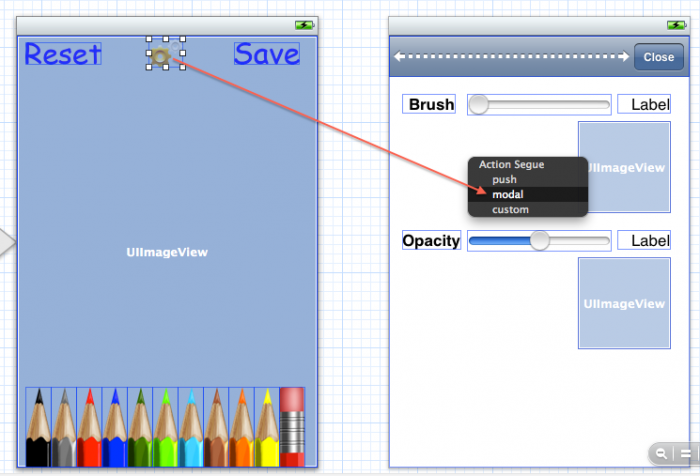 Reset Save
Close
Brush Label
UIImageView
Action Segue
push
modal
custom
Opacity Label
UIImageView
UIImageView